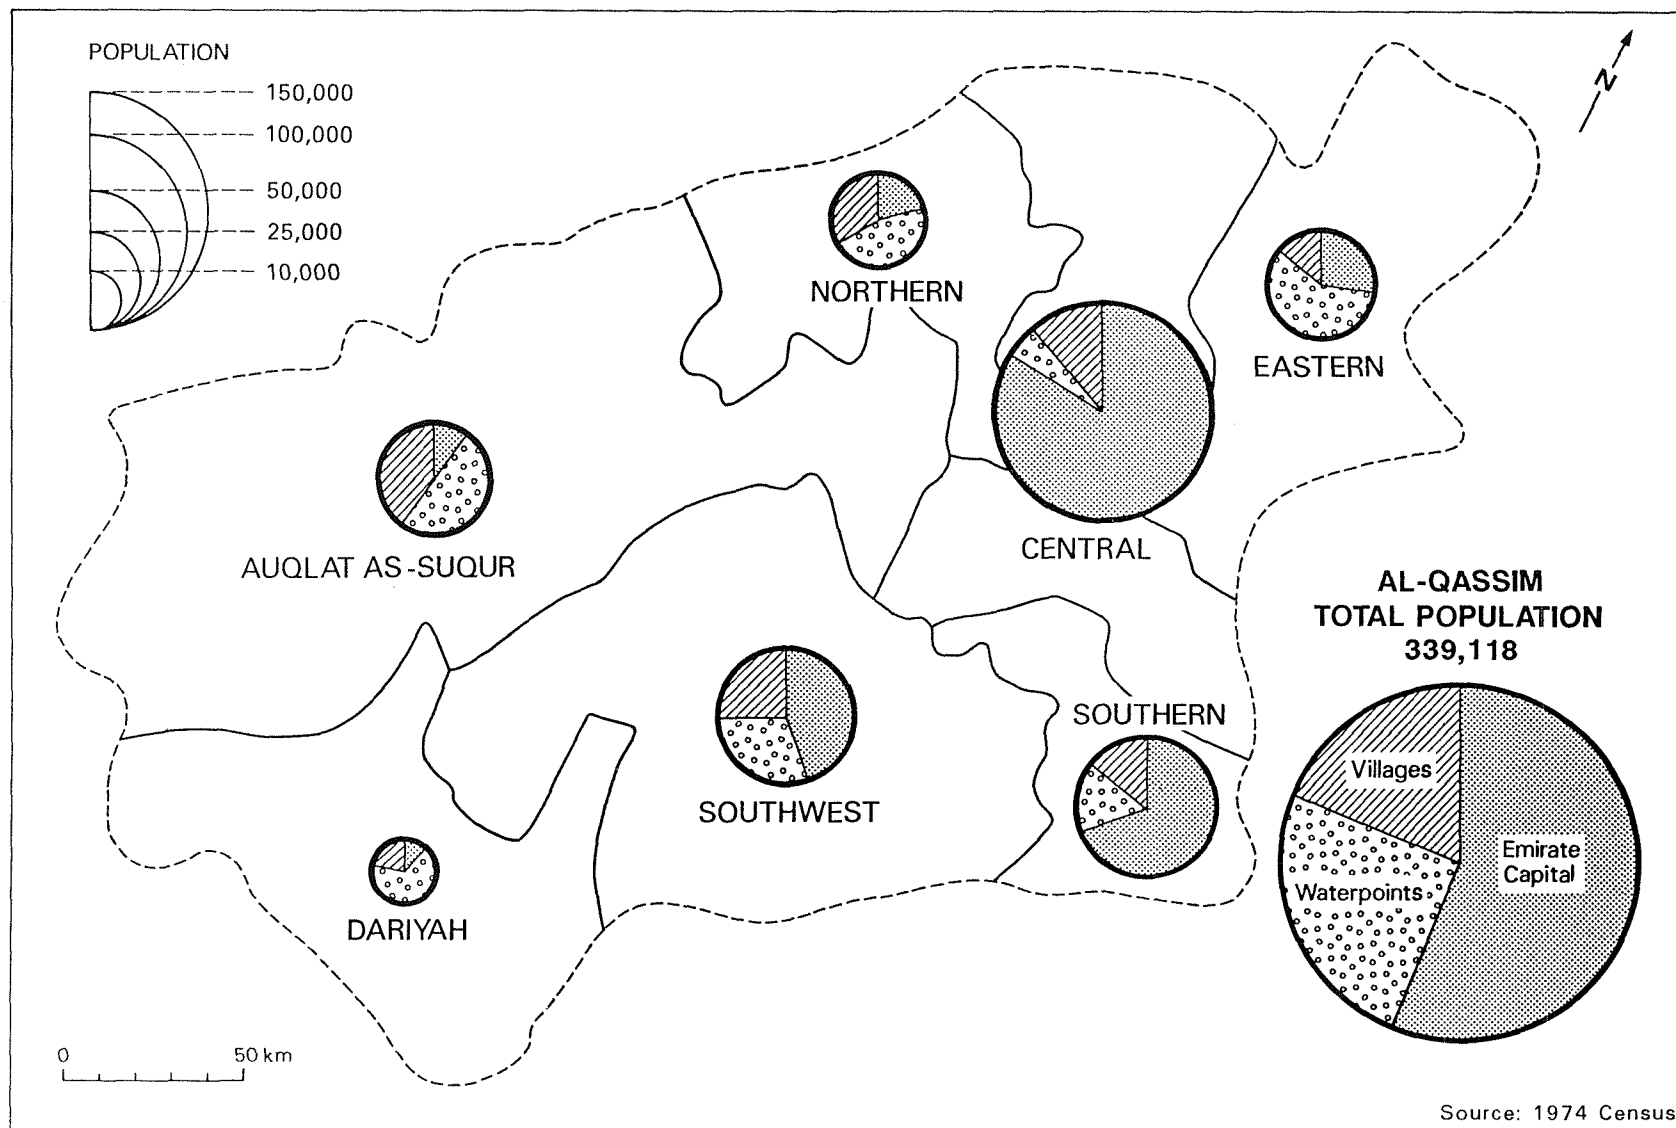 POPULATION
150,000
100,000
50,000
25,000
10,000
N
NORTHERN
EASTERN
CENTRAL
AUQLAT AS-SUQUR
AL-QASSIM
TOTAL POPULATION
339,118
SOUTHERN
SOUTHWEST
DARIYAH
Villages
Emirate
Capital
Waterpoints
0 50 km
Source: 1974 Census